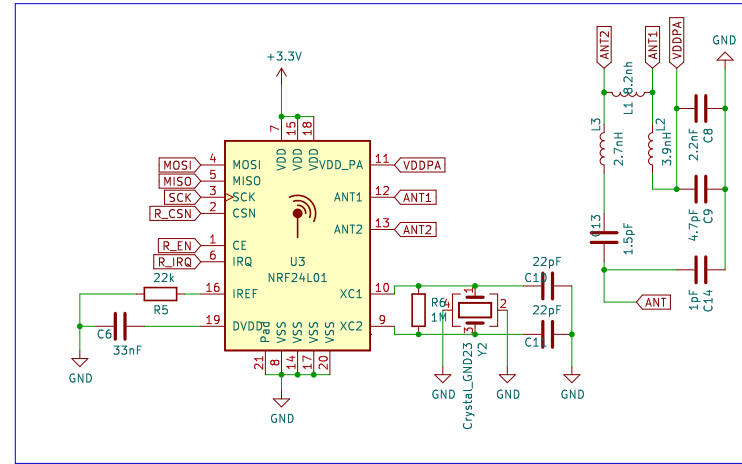 +3.3V
7
15
18
VDD
VDD
VDD
MOSI
4
MOSI
MISO
5
MISO
SCK
3
SCK
R_CSN
2
CSN
R_EN
1
CE
R_IRQ
6
IRQ
22k
R5
16
IREF
C6
33nF
19
DVDD
GND
VDD_PA
11
VDDPA
ANT1
12
ANT1
ANT2
13
ANT2
U3
NRF24L01
XC1
10
XC2
9
Pad
VSS
VSS
VSS
VSS
21
8
14
17
20
GND
R6
1M
1
4
2
3
Crystal_GND23
Y2
22pF
C10
22pF
C11
GND
GND
GND
ANT2
ANT1
VDDPA
GND
L1
8.2nh
L3
2.7nH
L2
3.9nH
2.2nF
C8
4.7pF
C9
C13
1.5pF
1pF
C14
ANT